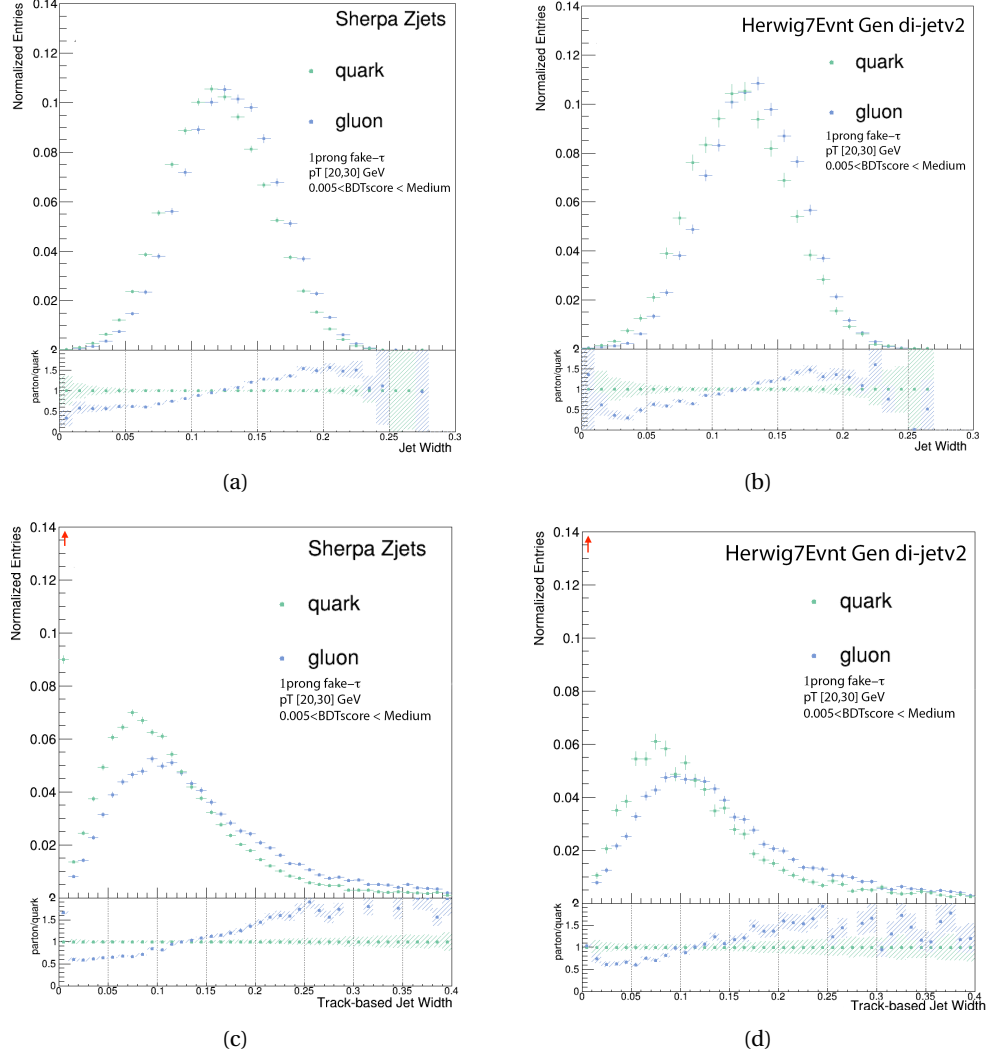 Sherpa Zjets
Normalized Entries
0.14
0.12
0.1
0.08
0.06
0.04
0.02
quark
gluon
1prong fake−τ
pT [20,30] GeV
0.005<BDTscore < Medium
parton/quark
2
1.5
1
0.5
0
0 0.05 0.1 0.15 0.2 0.25 0.3
Jet Width
(a)
Herwig7Evnt Gen di-jetv2
Normalized Entries
0.14
0.12
0.1
0.08
0.06
0.04
0.02
quark
gluon
1prong fake−τ
pT [20,30] GeV
0.005<BDTscore < Medium
parton/quark
2
1.5
1
0.5
0
0 0.05 0.1 0.15 0.2 0.25 0.3
Jet Width
(b)
Sherpa Zjets
Normalized Entries
0.14
0.12
0.1
0.08
0.06
0.04
0.02
quark
gluon
1prong fake−τ
pT [20,30] GeV
0.005<BDTscore < Medium
parton/quark
2
1.5
1
0.5
0
0 0.05 0.1 0.15 0.2 0.25 0.3 0.35 0.4
Track-based Jet Width
(c)
Herwig7Evnt Gen di-jetv2
Normalized Entries
0.14
0.12
0.1
0.08
0.06
0.04
0.02
quark
gluon
1prong fake−τ
pT [20,30] GeV
0.005<BDTscore < Medium
parton/quark
2
1.5
1
0.5
0
0 0.05 0.1 0.15 0.2 0.25 0.3 0.35 0.4
Track-based Jet Width
(d)